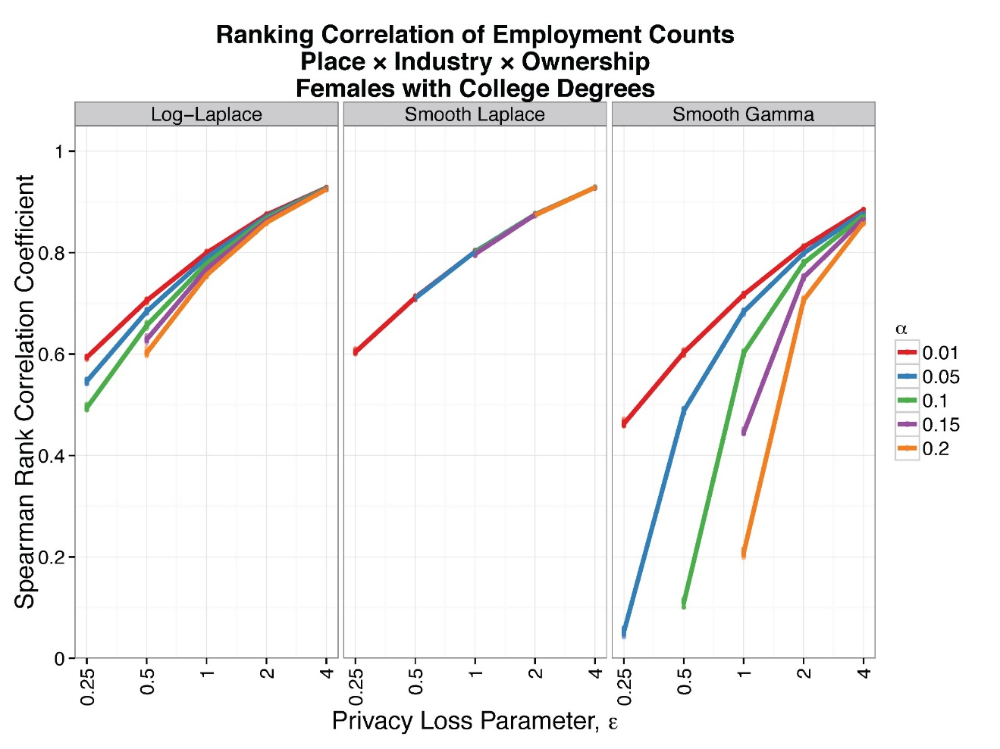 Ranking Correlation of Employment Counts
Place × Industry × Ownership
Females with College Degrees
Log−Laplace
Smooth Laplace
Smooth Gamma
Spearman Rank Correlation Coefficient
1
0.8
0.6
0.4
0.2
0
0.25 0.5 1 2 4
0.25 0.5 1 2 4
0.25 0.5 1 2 4
Privacy Loss Parameter, ε
α
0.01
0.05
0.1
0.15
0.2